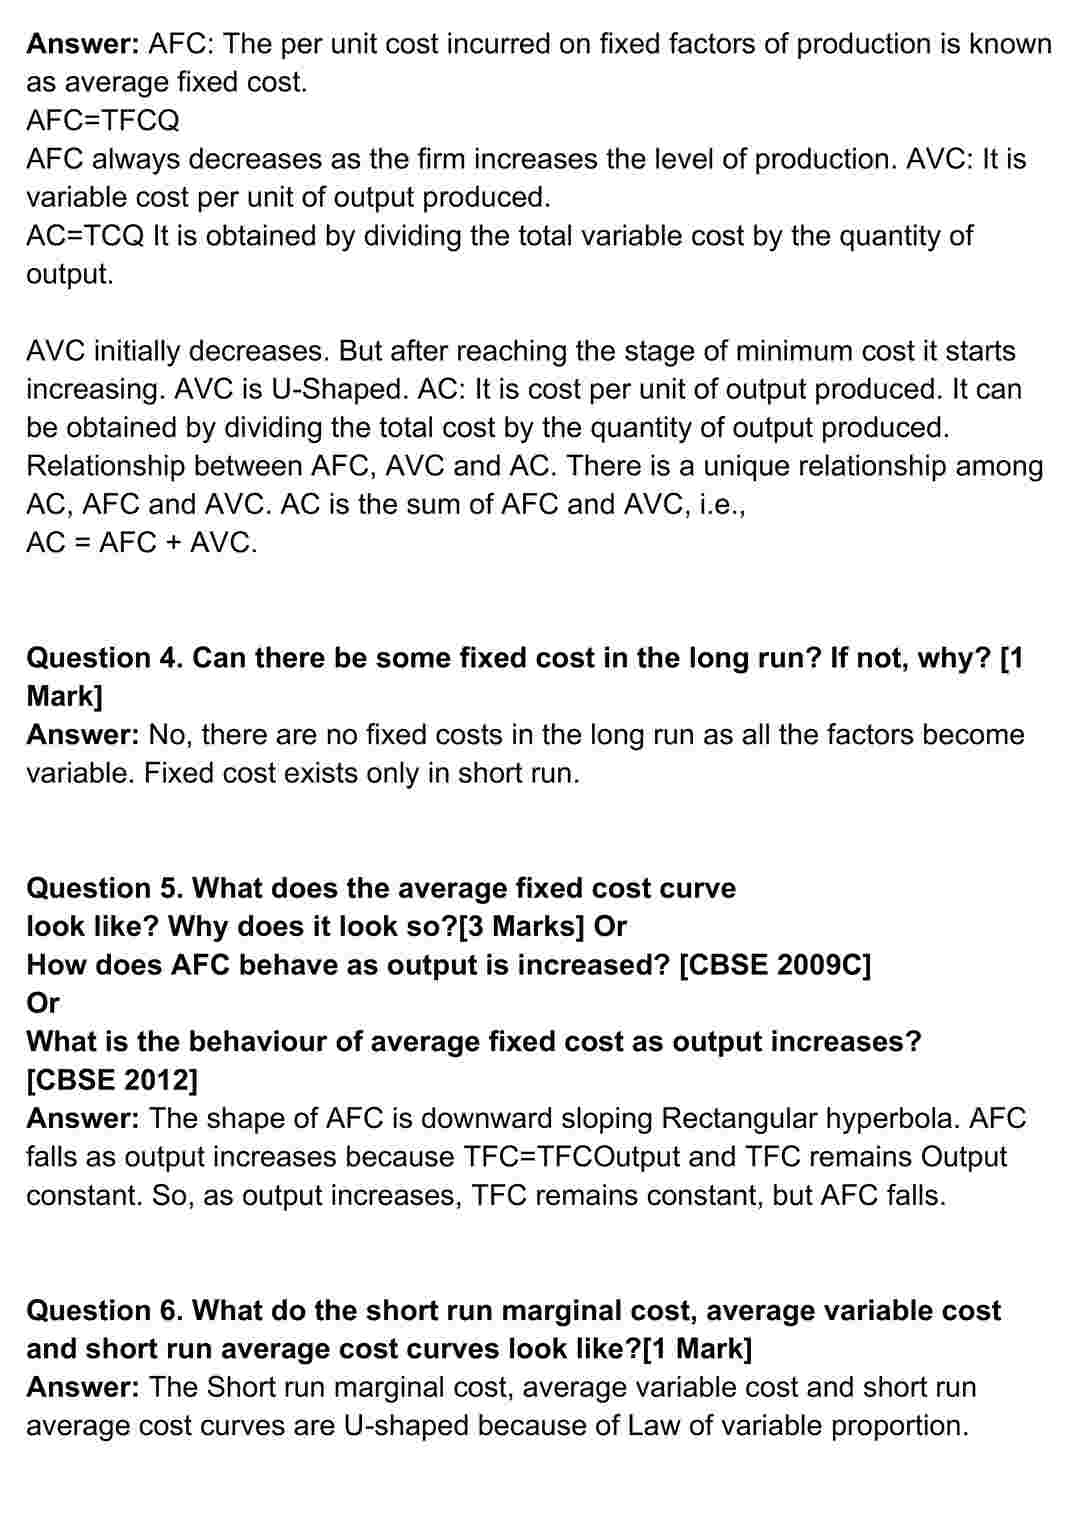 Answer: AFC: The per unit cost incurred on fixed factors of production is known
as average fixed cost.
AFC=TFCQ
AFC always decreases as the firm increases the level of production. AVC: It is
variable cost per unit of output produced.
AC=TCQ It is obtained by dividing the total variable cost by the quantity of
output.
AVC initially decreases. But after reaching the stage of minimum cost it starts
increasing. AVC is U-Shaped. AC: It is cost per unit of output produced. It can
be obtained by dividing the total cost by the quantity of output produced.
Relationship between AFC, AVC and AC. There is a unique relationship among
AC, AFC and AVC. AC is the sum of AFC and AVC, i.e.,
AC = AFC + AVC.
Question 4. Can there be some fixed cost in the long run? If not, why? [1
Mark]
Answer: No, there are no fixed costs in the long run as all the factors become
variable. Fixed cost exists only in short run.
Question 5. What does the average fixed cost curve
look like? Why does it look so?[3 Marks] Or
How does AFC behave as output is increased? [CBSE 2009C]
Or
What is the behaviour of average fixed cost as output increases?
[CBSE 2012]
Answer: The shape of AFC is downward sloping Rectangular hyperbola. AFC
falls as output increases because TFC=TFCOutput and TFC remains Output
constant. So, as output increases, TFC remains constant, but AFC falls.
Question 6. What do the short run marginal cost, average variable cost
and short run average cost curves look like?[1 Mark]
Answer: The Short run marginal cost, average variable cost and short run
average cost curves are U-shaped because of Law of variable proportion.